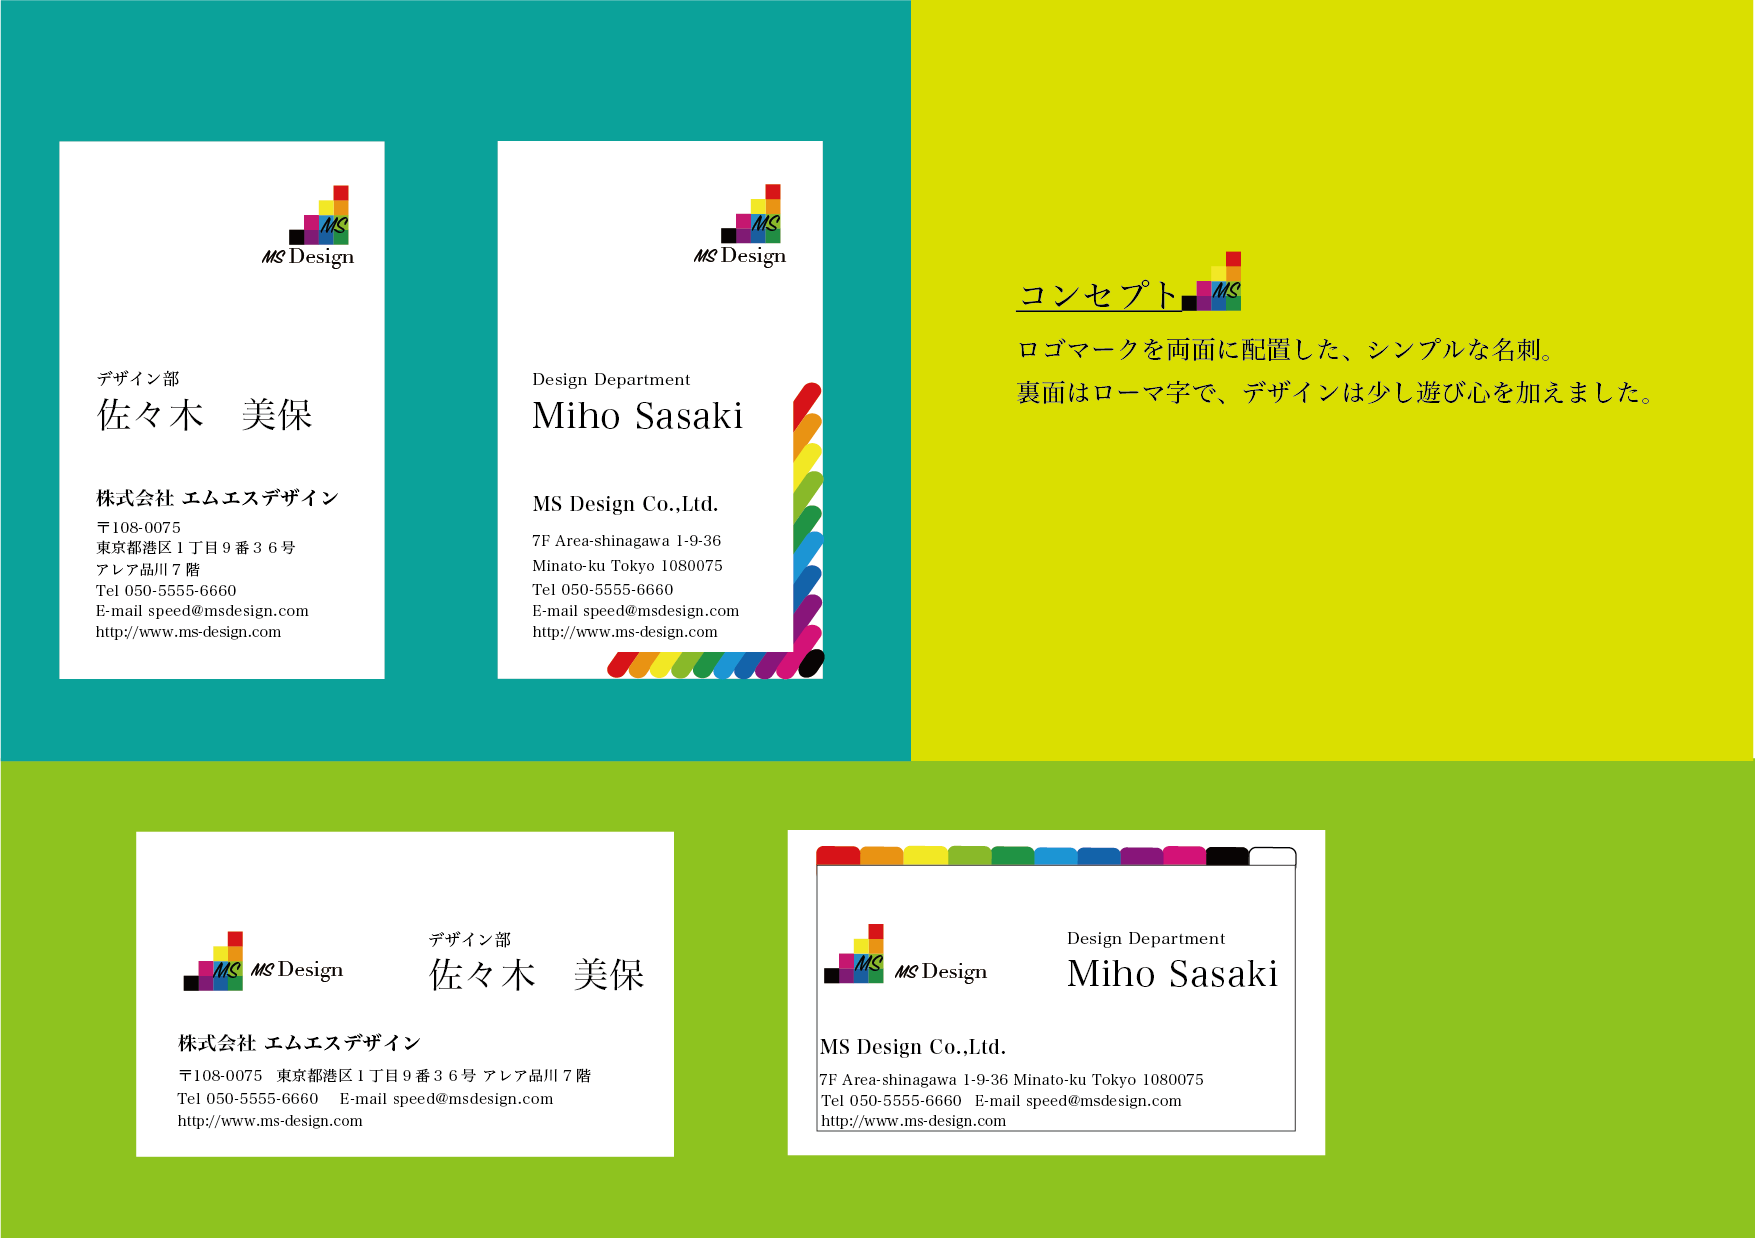 MS
MS Design
デザイン部
佐々木　美保
株式会社 エムエスデザイン
〒108-0075
東京都港区１丁目９番３６号
アレア品川７階
Tel 050-5555-6660
E-mail speed@msdesign.com
http://www.ms-design.com
MS
MS Design
Design Department
Miho Sasaki
MS Design Co.,Ltd.
7F Area-shinagawa 1-9-36
Minato-ku Tokyo 1080075
Tel 050-5555-6660
E-mail speed@msdesign.com
http://www.ms-design.com
コンセプト MS
ロゴマークを両面に配置した、シンプルな名刺。
裏面はローマ字で、デザインは少し遊び心を加えました。
MS MS Design
デザイン部
佐々木　美保
株式会社 エムエスデザイン
〒108-0075 東京都港区１丁目９番３６号 アレア品川７階
Tel 050-5555-6660 E-mail speed@msdesign.com
http://www.ms-design.com
MS MS Design
Design Department
Miho Sasaki
MS Design Co.,Ltd.
7F Area-shinagawa 1-9-36 Minato-ku Tokyo 1080075
Tel 050-5555-6660 E-mail speed@msdesign.com
http://www.ms-design.com